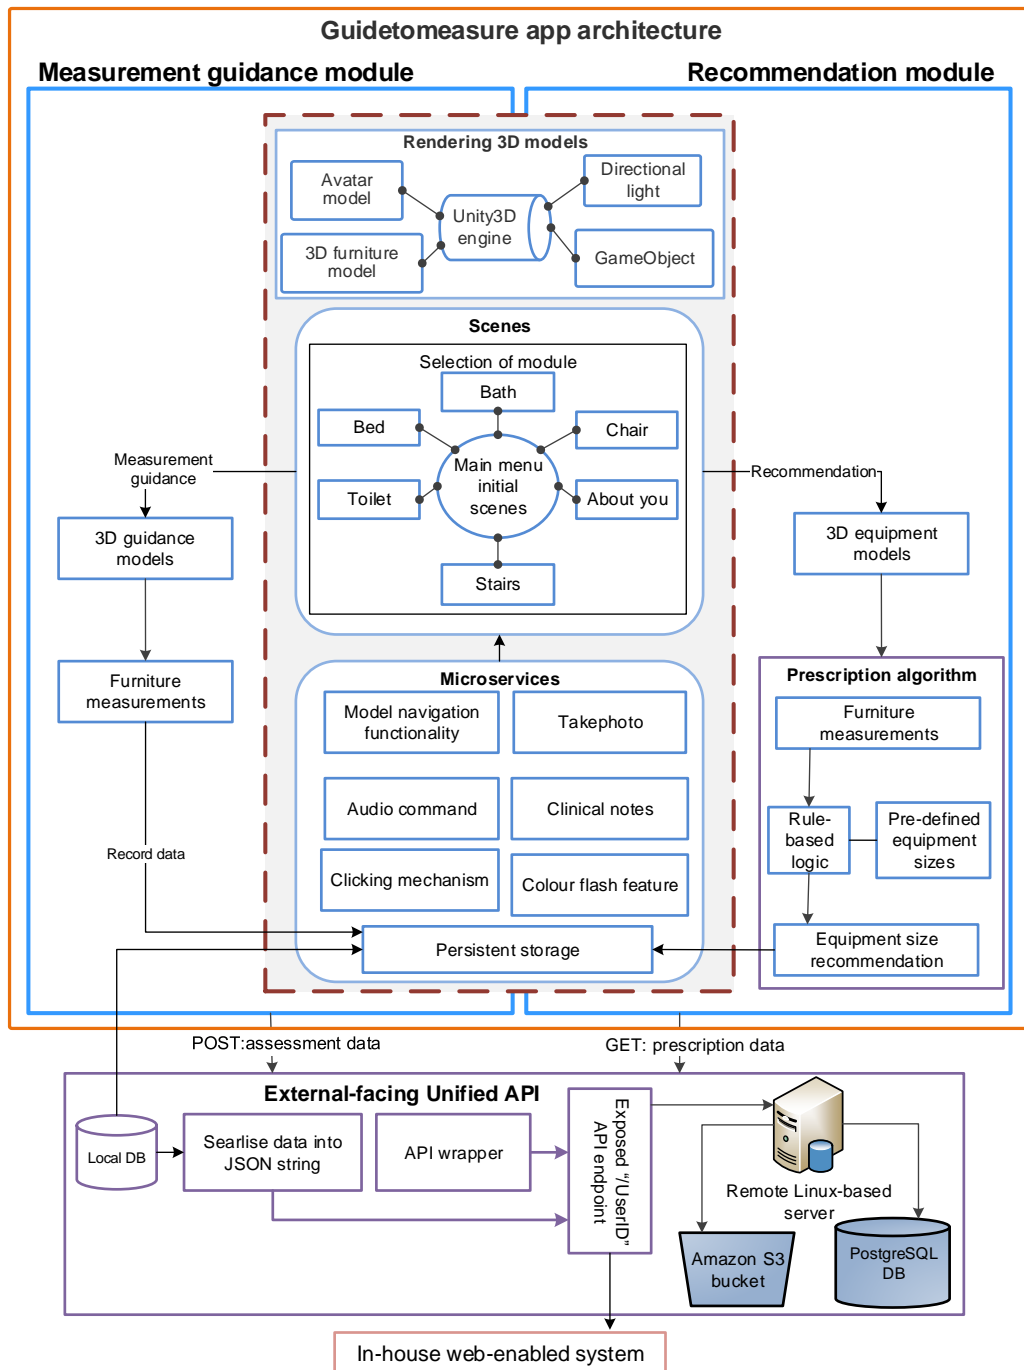 Guidetomeasure app architecture
Measurement guidance module
Recommendation module
Rendering 3D models
Avatar
model
Directional
light
Unity3D
engine
3D furniture
model
GameObject
Scenes
Selection of module
Bath
Bed
Chair
Main menu
initial
scenes
Toilet
About you
Stairs
Measurement
guidance
Recommendation
3D guidance
models
3D equipment
models
Furniture
measurements
Microservices
Model navigation
functionality
Takephoto
Audio command
Clinical notes
Clicking mechanism
Colour flash feature
Persistent storage
Record data
Prescription algorithm
Furniture
measurements
Rule-
based
logic
Pre-defined
equipment
sizes
Equipment size
recommendation
POST:assessment data
GET: prescription data
External-facing Unified API
Local DB
Searlise data into
JSON string
API wrapper
Exposed “/UserID”
API endpoint
Remote Linux-based
server
Amazon S3
bucket
PostgreSQL
DB
In-house web-enabled system